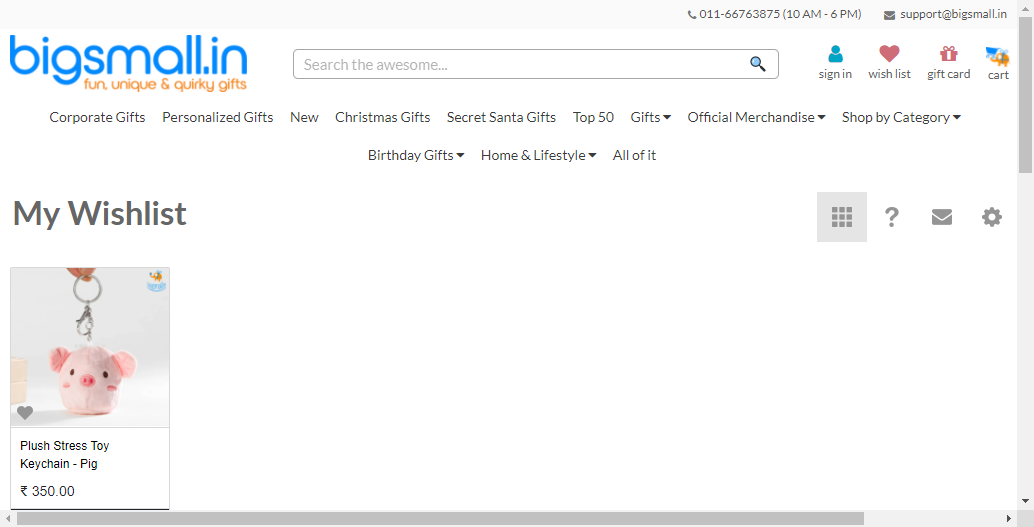 011-66763875 (10 AM - 6 PM) support@bigsmall.in
bigsmall.in
fun, unique & quirky gifts
Search the awesome...
sign in wish list gift card cart
Corporate Gifts Personalized Gifts New Christmas Gifts Secret Santa Gifts Top 50 Gifts Official Merchandise Shop by Category
Birthday Gifts Home & Lifestyle All of it
My Wishlist
Plush Stress Toy
Keychain - Pig
₹ 350.00